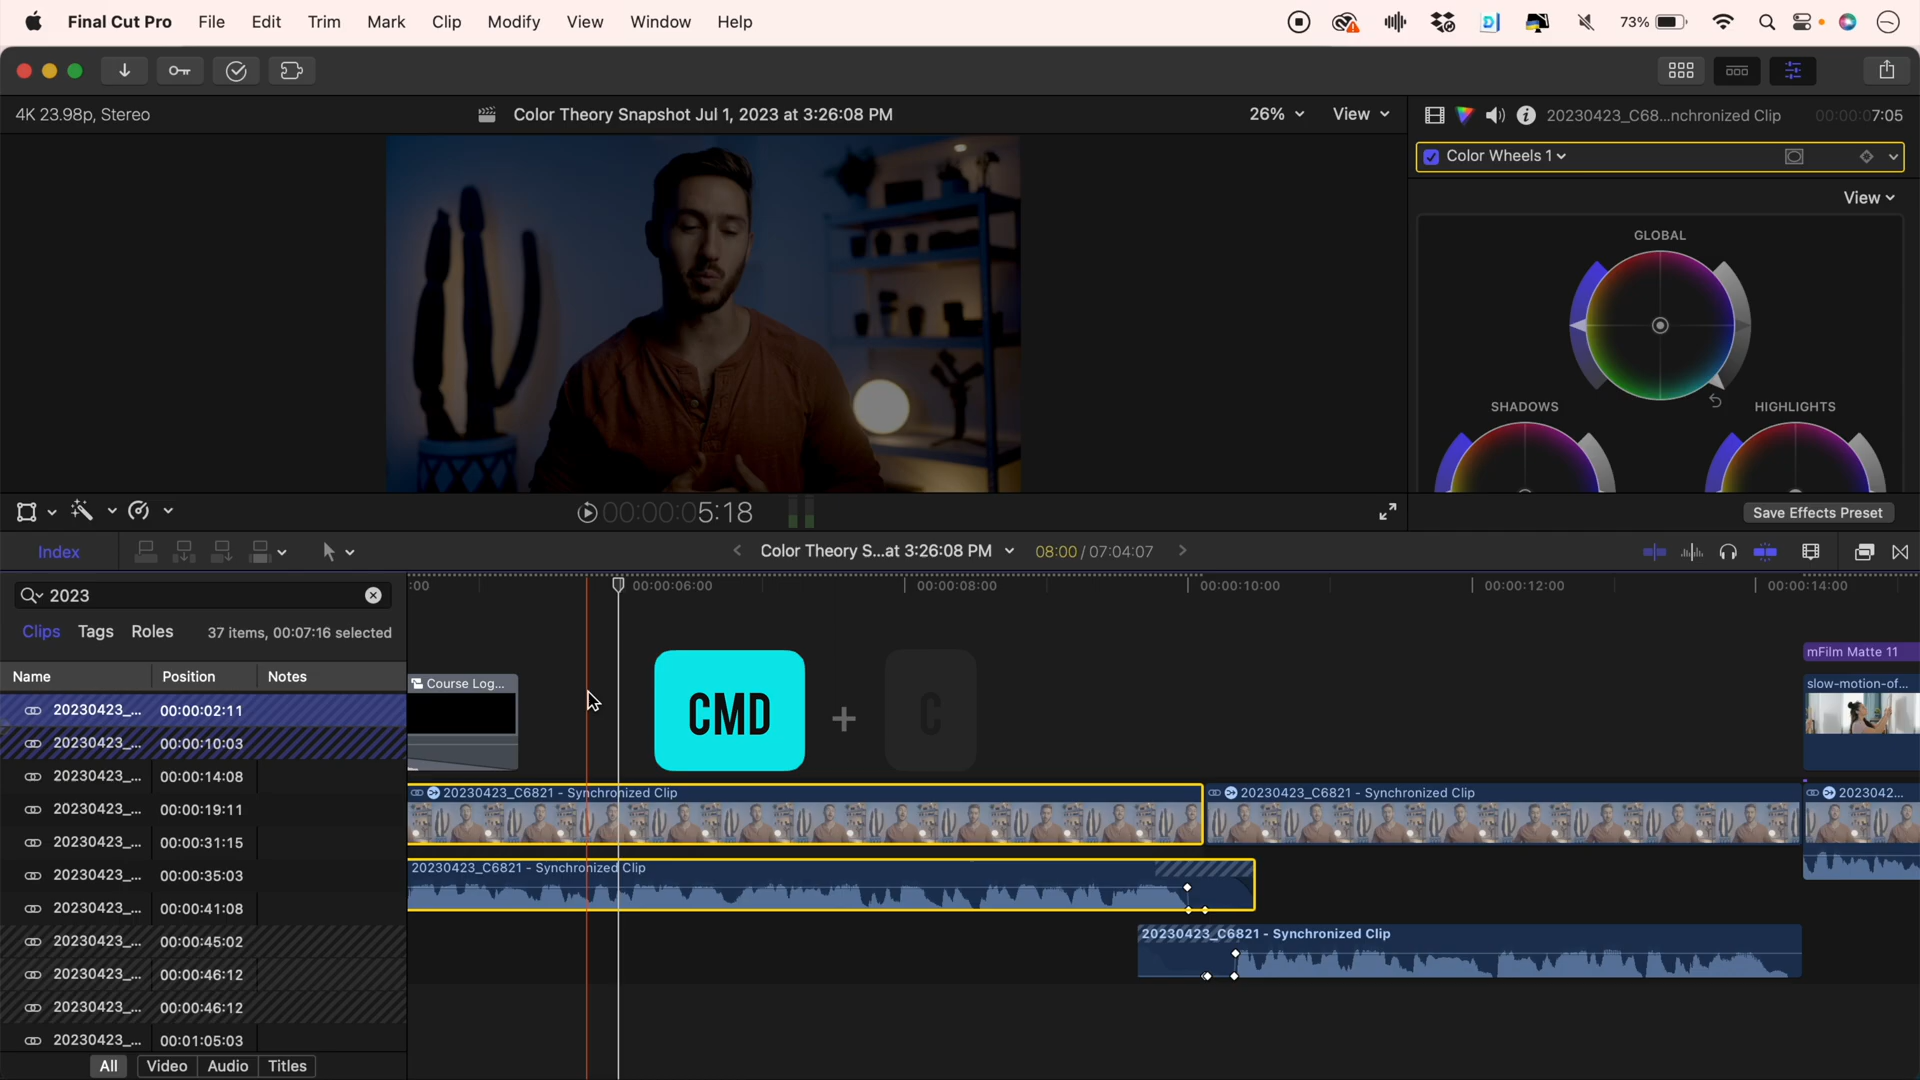 Final Cut Pro File Edit Trim Mark Clip Modify View Window Help 73%
4K 23.98p, Stereo
Color Theory Snapshot Jul 1, 2023 at 3:26:08 PM
26% View
20230423_C68...nchronized Clip 00:00:07:05
Color Wheels 1
View
GLOBAL
SHADOWS HIGHLIGHTS
00:00:00:05:18
Save Effects Preset
Index
Color Theory S...at 3:26:08 PM 08:00 / 07:04:07
2023
Clips Tags Roles 37 items, 00:07:16 selected
Name Position Notes
20230423_... 00:00:02:11
20230423_... 00:00:10:03
20230423_... 00:00:14:08
20230423_... 00:00:19:11
20230423_... 00:00:31:15
20230423_... 00:00:35:03
20230423_... 00:00:41:08
20230423_... 00:00:45:02
20230423_... 00:00:46:12
20230423_... 00:00:46:12
20230423_... 00:01:05:03
All Video Audio Titles
:00 00:00:06:00 00:00:08:00 00:00:10:00 00:00:12:00 00:00:14:00
mFilm Matte 11
Course Log... slow-motion-of...
CMD + C
20230423_C6821 - Synchronized Clip 20230423_C6821 - Synchronized Clip 2023042...
20230423_C6821 - Synchronized Clip
20230423_C6821 - Synchronized Clip